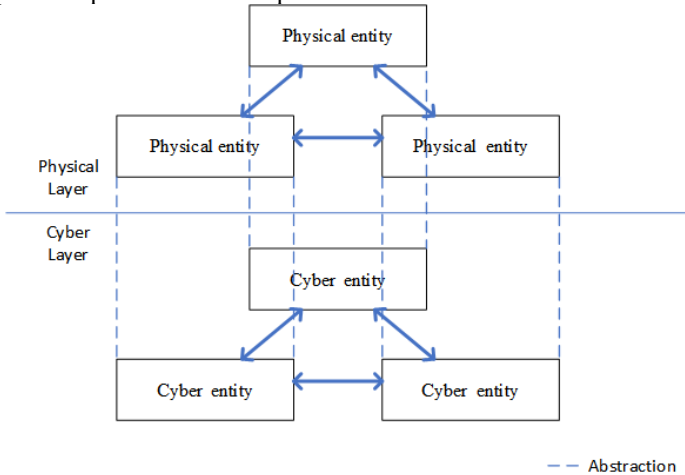 Physical entity
Physical entity
Physical entity
Physical
Layer
Cyber
Layer
Cyber entity
Cyber entity
Cyber entity
Abstraction